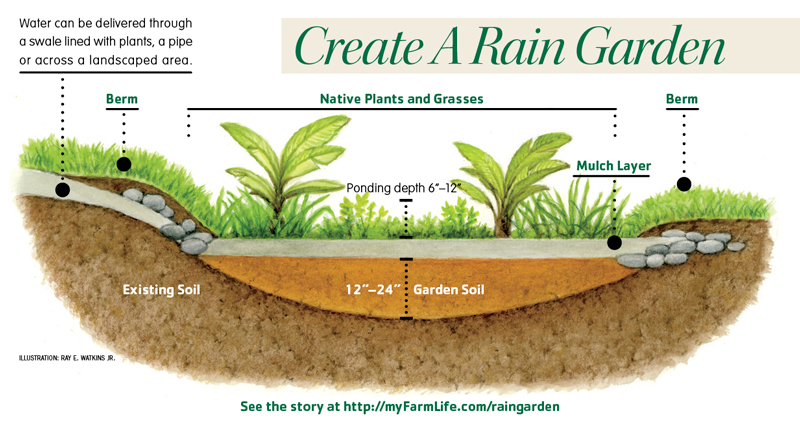 Water can be delivered through
a swale lined with plants, a pipe
or across a landscaped area.
Create A Rain Garden
Berm
Native Plants and Grasses
Berm
Mulch Layer
Ponding depth 6”–12”
Existing Soil
12”–24” Garden Soil
ILLUSTRATION: RAY E. WATKINS JR.
See the story at http://myFarmLife.com/raingarden